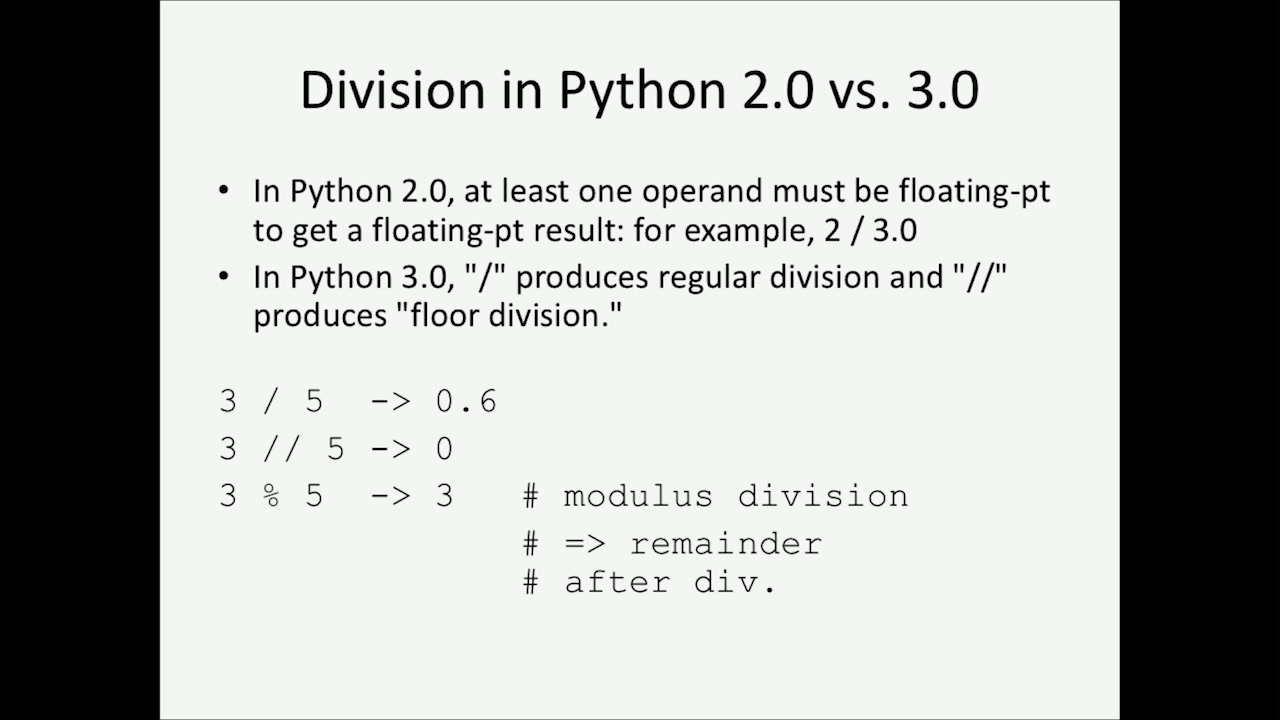 Division in Python 2.0 vs. 3.0
• In Python 2.0, at least one operand must be floating-pt
to get a floating-pt result: for example, 2 / 3.0
• In Python 3.0, "/" produces regular division and "//"
produces "floor division."
3 / 5  -> 0.6
3 // 5 -> 0
3 % 5  -> 3   # modulus division
# => remainder
# after div.